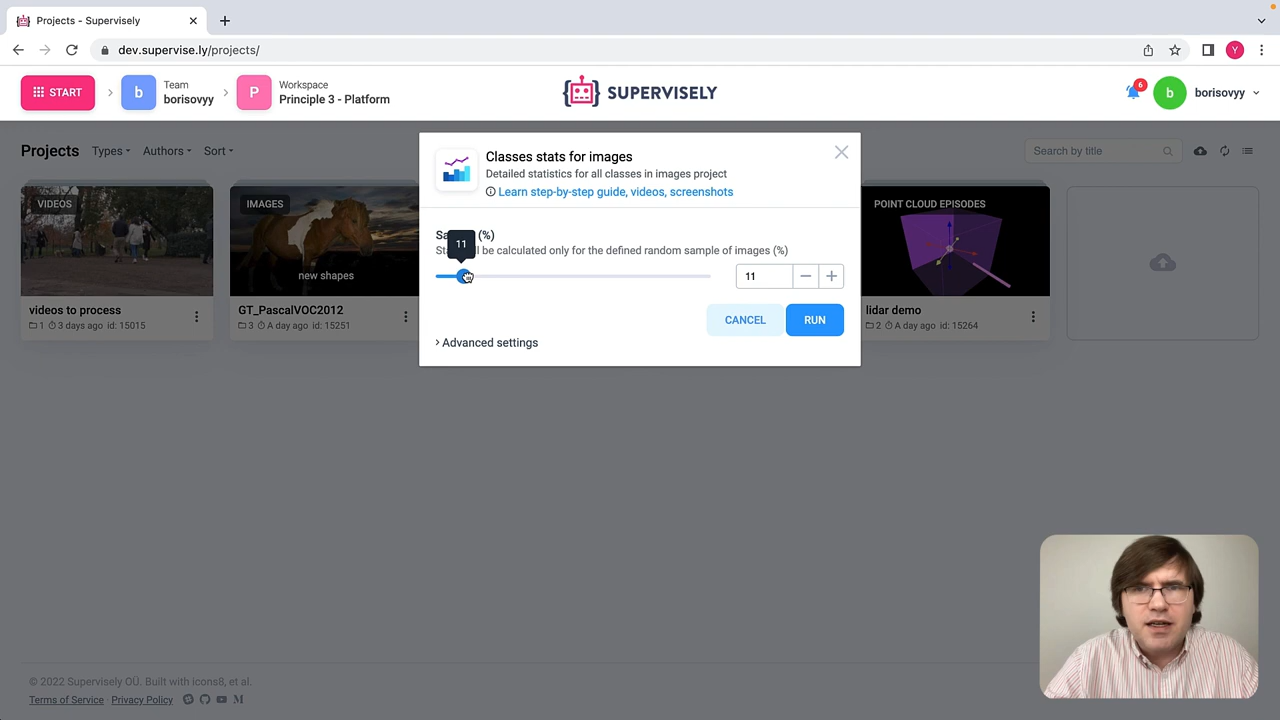 Projects - Supervisely
dev.supervise.ly/projects/
Y
START
b
Team
borisovyy
P
Workspace
Principle 3 - Platform
SUPERVISELY
6
b
borisovyy
Projects
Types
Authors
Sort
Search by title
Classes stats for images
Detailed statistics for all classes in images project
Learn step-by-step guide, videos, screenshots
(%)
11
be calculated only for the defined random sample of images (%)
11
CANCEL
RUN
Advanced settings
VIDEOS
videos to process
1 3 days ago id: 15015
IMAGES
new shapes
GT_PascalVOC2012
3 A day ago id: 15251
POINT CLOUD EPISODES
lidar demo
2 A day ago id: 15264
© 2022 Supervisely OÜ. Built with icons8, et al.
Terms of Service · Privacy Policy